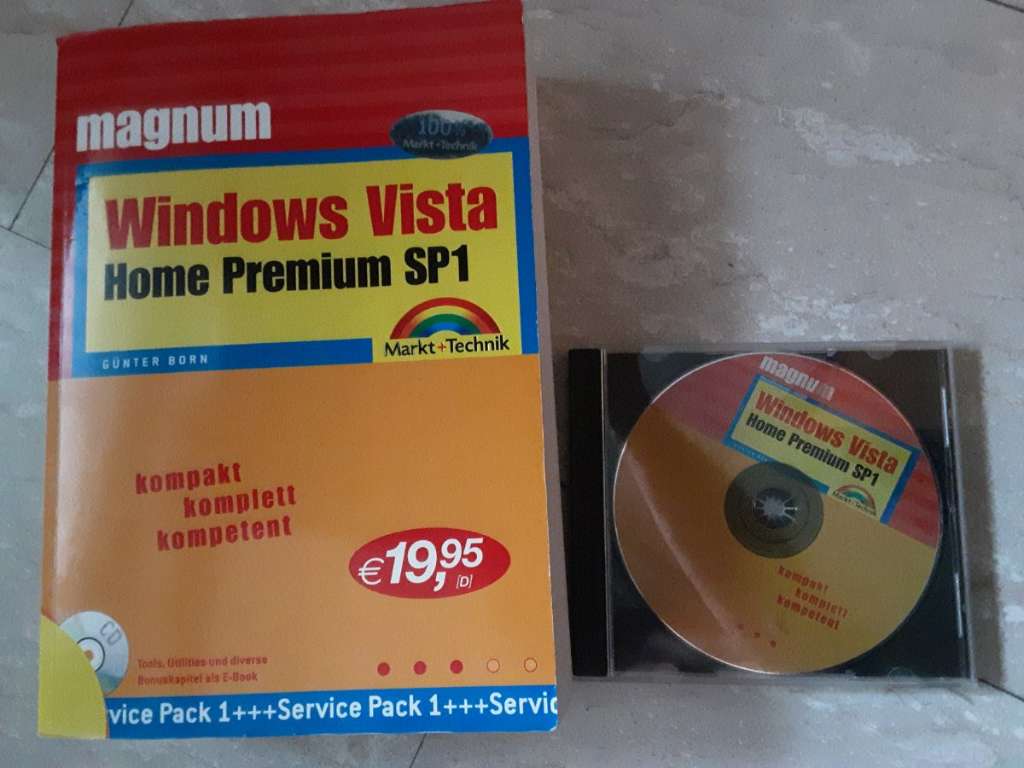 magnum
100%
Markt+Technik
Windows Vista
Home Premium SP1
Markt+Technik
GÜNTER BORN
kompakt
komplett
kompetent
€19,95
[D]
CD
Tools, Utilities und diverse
Bonuskapitel als E-Book
vice Pack 1+++Service Pack 1+++Servic
magnum
Windows Vista
Home Premium SP1
Markt+Technik
kompakt
komplett
kompetent